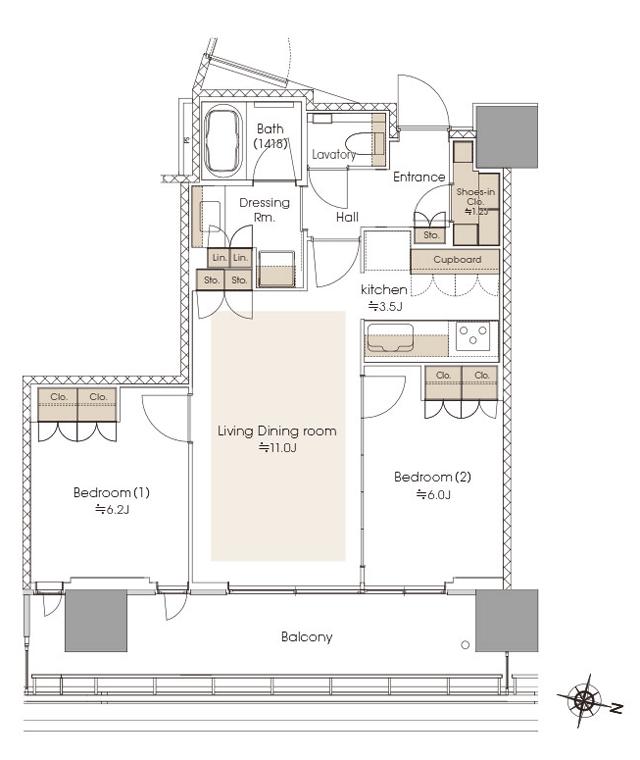 PS
Bath
(1418)
Lavatory
Entrance
Shoes-in
Clo.
≒1.2J
Dressing
Rm.
Hall
Sto.
Lin.
Lin.
Cupboard
Sto.
Sto.
kitchen
≒3.5J
Clo.
Clo.
Clo.
Clo.
Living Dining room
≒11.0J
Bedroom(1)
≒6.2J
Bedroom(2)
≒6.0J
Balcony
N